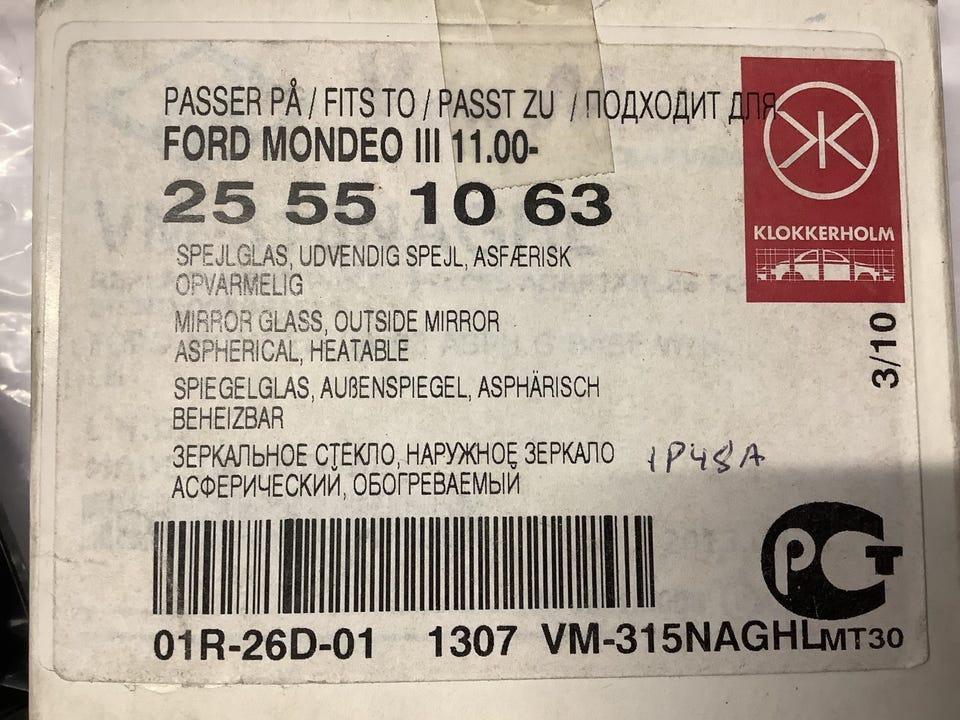 PASSER PÅ / FITS TO / PASST ZU / ПОДХОДИТ ДЛЯ
FORD MONDEO III 11.00-
25 55 10 63
KLOKKERHOLM
SPEJLGLAS, UDVENDIG SPEJL, ASFÆRISK
OPVARMELIG
MIRROR GLASS, OUTSIDE MIRROR
ASPHERICAL, HEATABLE
3/10
SPIEGELGLAS, AUßENSPIEGEL, ASPHÄRISCH
BEHEIZBAR
ЗЕРКАЛЬНОЕ СТЕКЛО, НАРУЖНОЕ ЗЕРКАЛО
АСФЕРИЧЕСКИЙ, ОБОГРЕВАЕМЫЙ
1P48A
РСТ
01R-26D-01 1307 VM-315NAGHL MT30